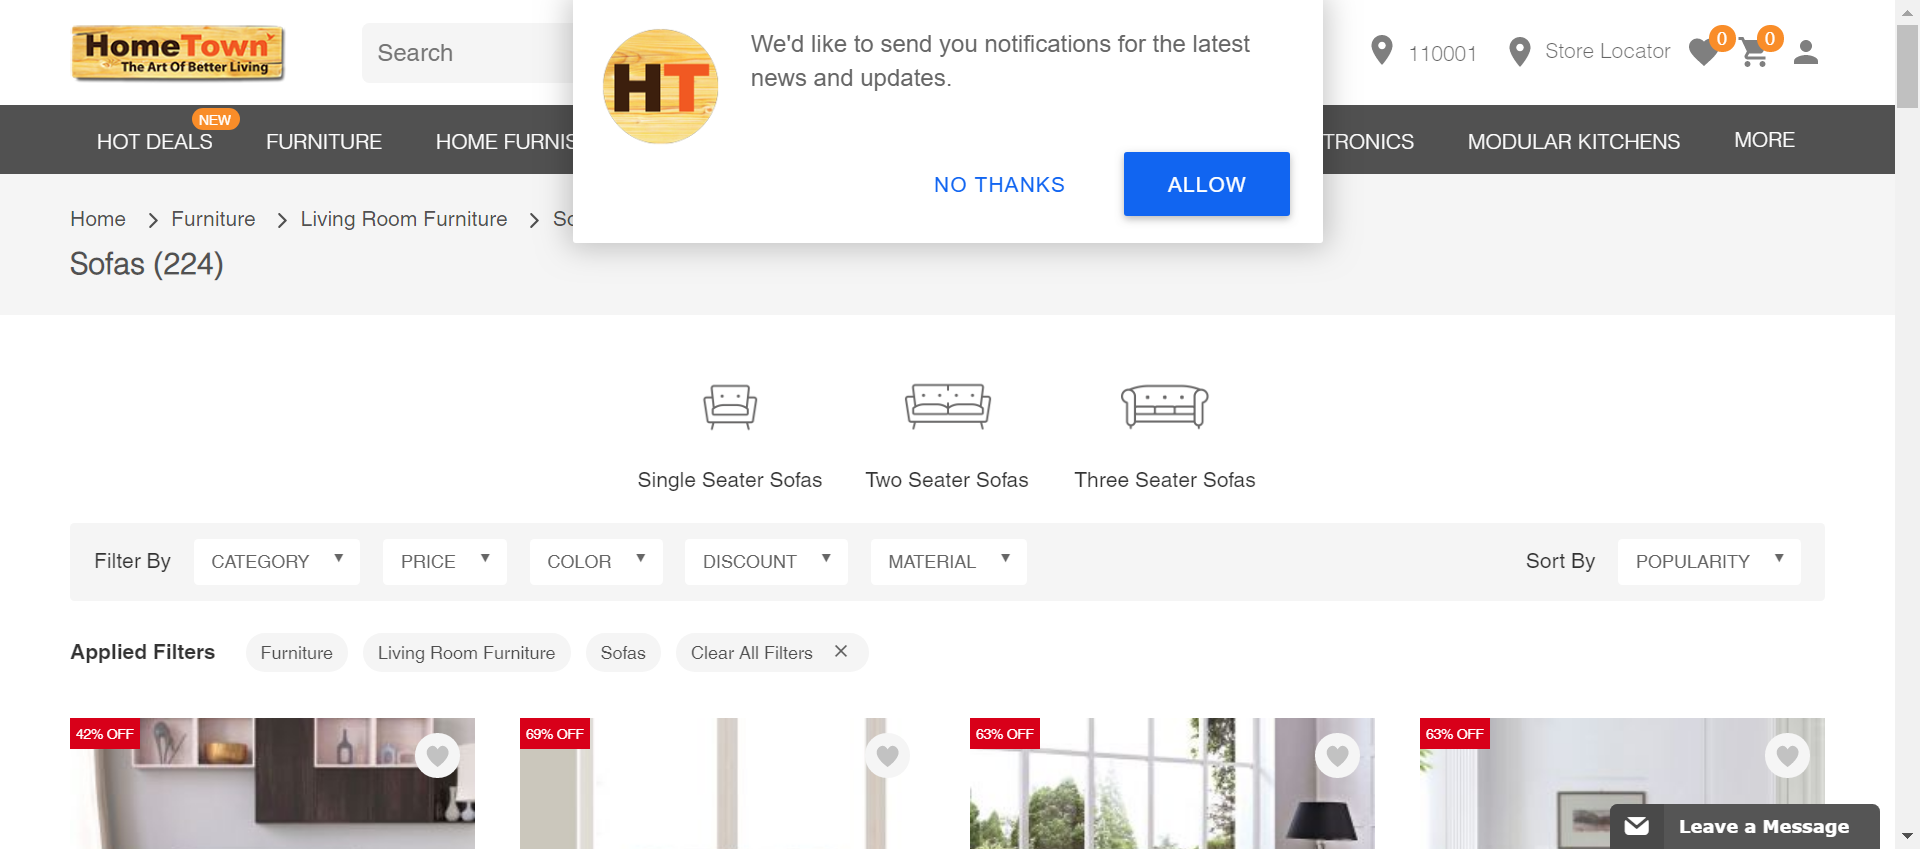 HomeTown
The Art Of Better Living
Search
We'd like to send you notifications for the latest
news and updates.
HT
NO THANKS
ALLOW
110001
Store Locator
0
0
NEW
HOT DEALS
FURNITURE
HOME FURNIS
TRONICS
MODULAR KITCHENS
MORE
Home
Furniture
Living Room Furniture
So
Sofas (224)
Single Seater Sofas
Two Seater Sofas
Three Seater Sofas
Filter By
CATEGORY
PRICE
COLOR
DISCOUNT
MATERIAL
Sort By
POPULARITY
Applied Filters
Furniture
Living Room Furniture
Sofas
Clear All Filters
42% OFF
69% OFF
63% OFF
63% OFF
Leave a Message